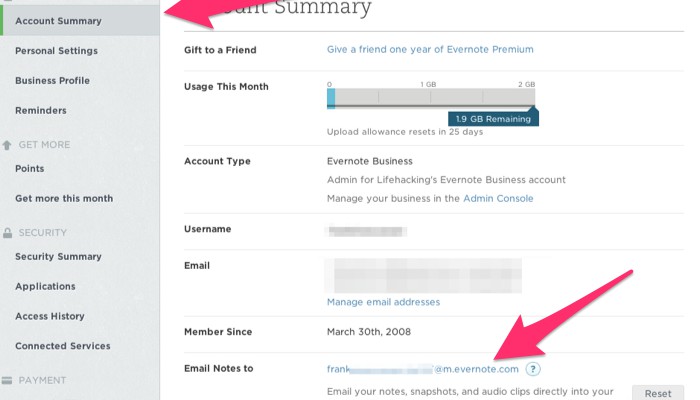 Account Summary
Personal Settings
Business Profile
Reminders
GET MORE
Points
Get more this month
SECURITY
Security Summary
Applications
Access History
Connected Services
PAYMENT
Summary
Gift to a Friend
Give a friend one year of Evernote Premium
Usage This Month
0 1 GB 2 GB
1.9 GB Remaining
Upload allowance resets in 25 days
Account Type
Evernote Business
Admin for Lifehacking's Evernote Business account
Manage your business in the Admin Console
Username
Email
Manage email addresses
Member Since
March 30th, 2008
Email Notes to
frank @m.evernote.com ?
Email your notes, snapshots, and audio clips directly into your
Reset